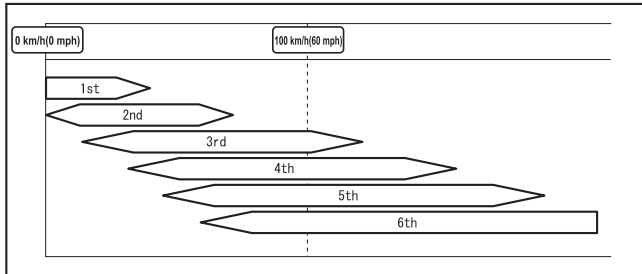 0 km/h(0 mph)
100 km/h(60 mph)
1st
2nd
3rd
4th
5th
6th